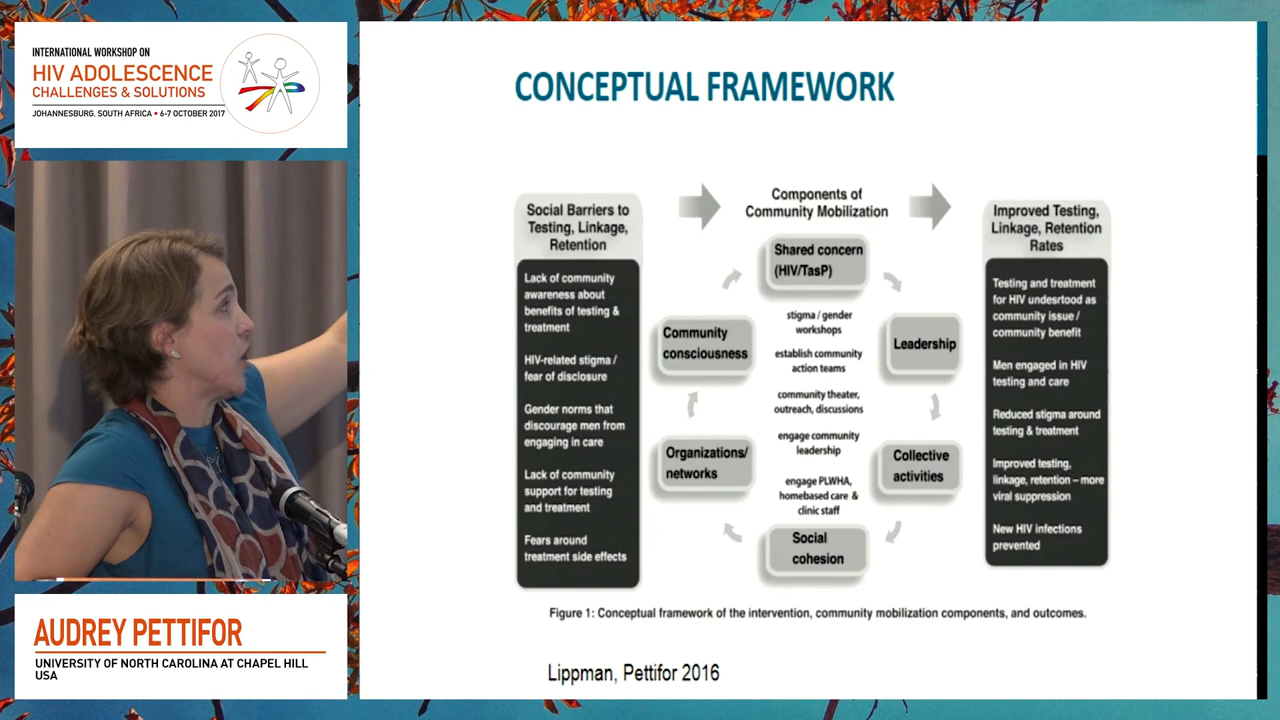 INTERNATIONAL WORKSHOP ON
HIV ADOLESCENCE
CHALLENGES & SOLUTIONS
JOHANNESBURG, SOUTH AFRICA • 6-7 OCTOBER 2017
AUDREY PETTIFOR
UNIVERSITY OF NORTH CAROLINA AT CHAPEL HILL
USA
CONCEPTUAL FRAMEWORK
Social Barriers to
Testing, Linkage,
Retention
Lack of community
awareness about
benefits of testing &
treatment
HIV-related stigma /
fear of disclosure
Gender norms that
discourage men from
engaging in care
Lack of community
support for testing
and treatment
Fears around
treatment side effects
Components of
Community Mobilization
Shared concern
(HIV/TasP)
Leadership
Collective
activities
Social
cohesion
Organizations/
networks
Community
consciousness
stigma / gender
workshops
establish community
action teams
community theater,
outreach, discussions
engage community
leadership
engage PLWHA,
homebased care &
clinic staff
Improved Testing,
Linkage, Retention
Rates
Testing and treatment
for HIV undesrtood as
community issue /
community benefit
Men engaged in HIV
testing and care
Reduced stigma around
testing & treatment
Improved testing,
linkage, retention – more
viral suppression
New HIV infections
prevented
Figure 1: Conceptual framework of the intervention, community mobilization components, and outcomes.
Lippman, Pettifor 2016